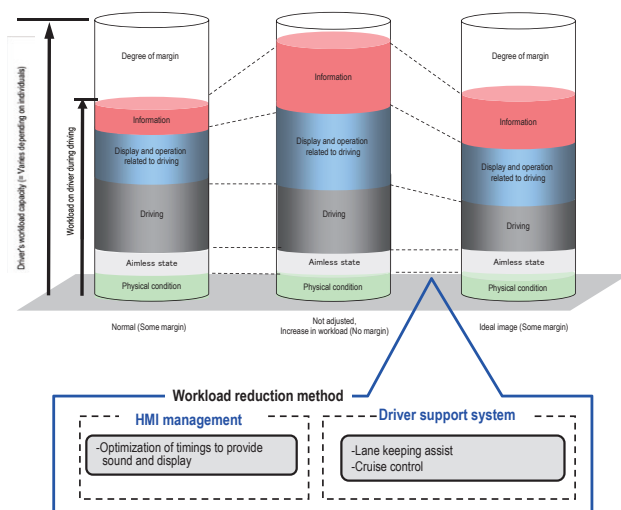 Driver's workload capacity (= Varies depending on individuals)
Workload on driver during driving
Degree of margin
Information
Display and operation
related to driving
Driving
Aimless state
Physical condition
Normal (Some margin)
Information
Display and operation
related to driving
Driving
Aimless state
Physical condition
Not adjusted,
Increase in workload (No margin)
Degree of margin
Information
Display and operation
related to driving
Driving
Aimless state
Physical condition
Ideal image (Some margin)
Workload reduction method
HMI management
-Optimization of timings to provide
sound and display
Driver support system
-Lane keeping assist
-Cruise control